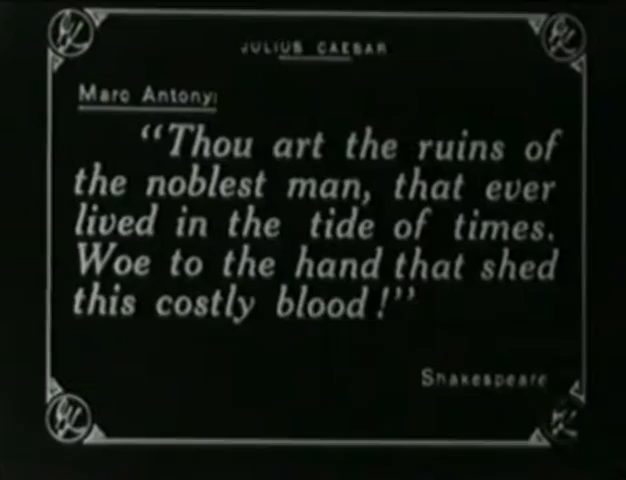 JULIUS CAESAR
Marc Antony:
"Thou art the ruins of
the noblest man, that ever
lived in the tide of times.
Woe to the hand that shed
this costly blood!"
Shakespeare